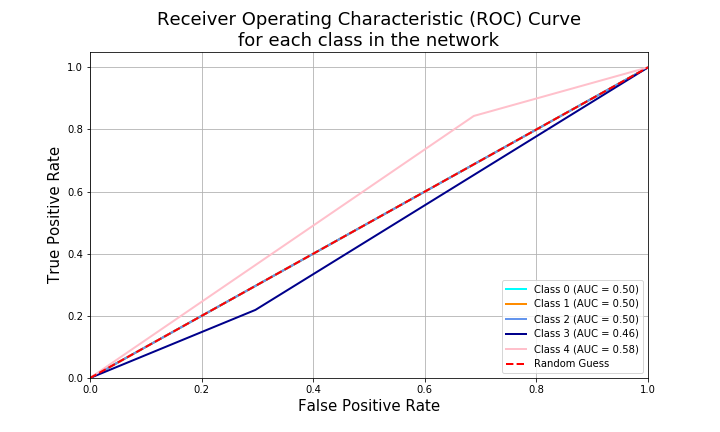 Receiver Operating Characteristic (ROC) Curve
for each class in the network
True Positive Rate
1.0
0.8
0.6
0.4
0.2
0.0
0.0 0.2 0.4 0.6 0.8 1.0
False Positive Rate
Class 0 (AUC = 0.50)
Class 1 (AUC = 0.50)
Class 2 (AUC = 0.50)
Class 3 (AUC = 0.46)
Class 4 (AUC = 0.58)
Random Guess